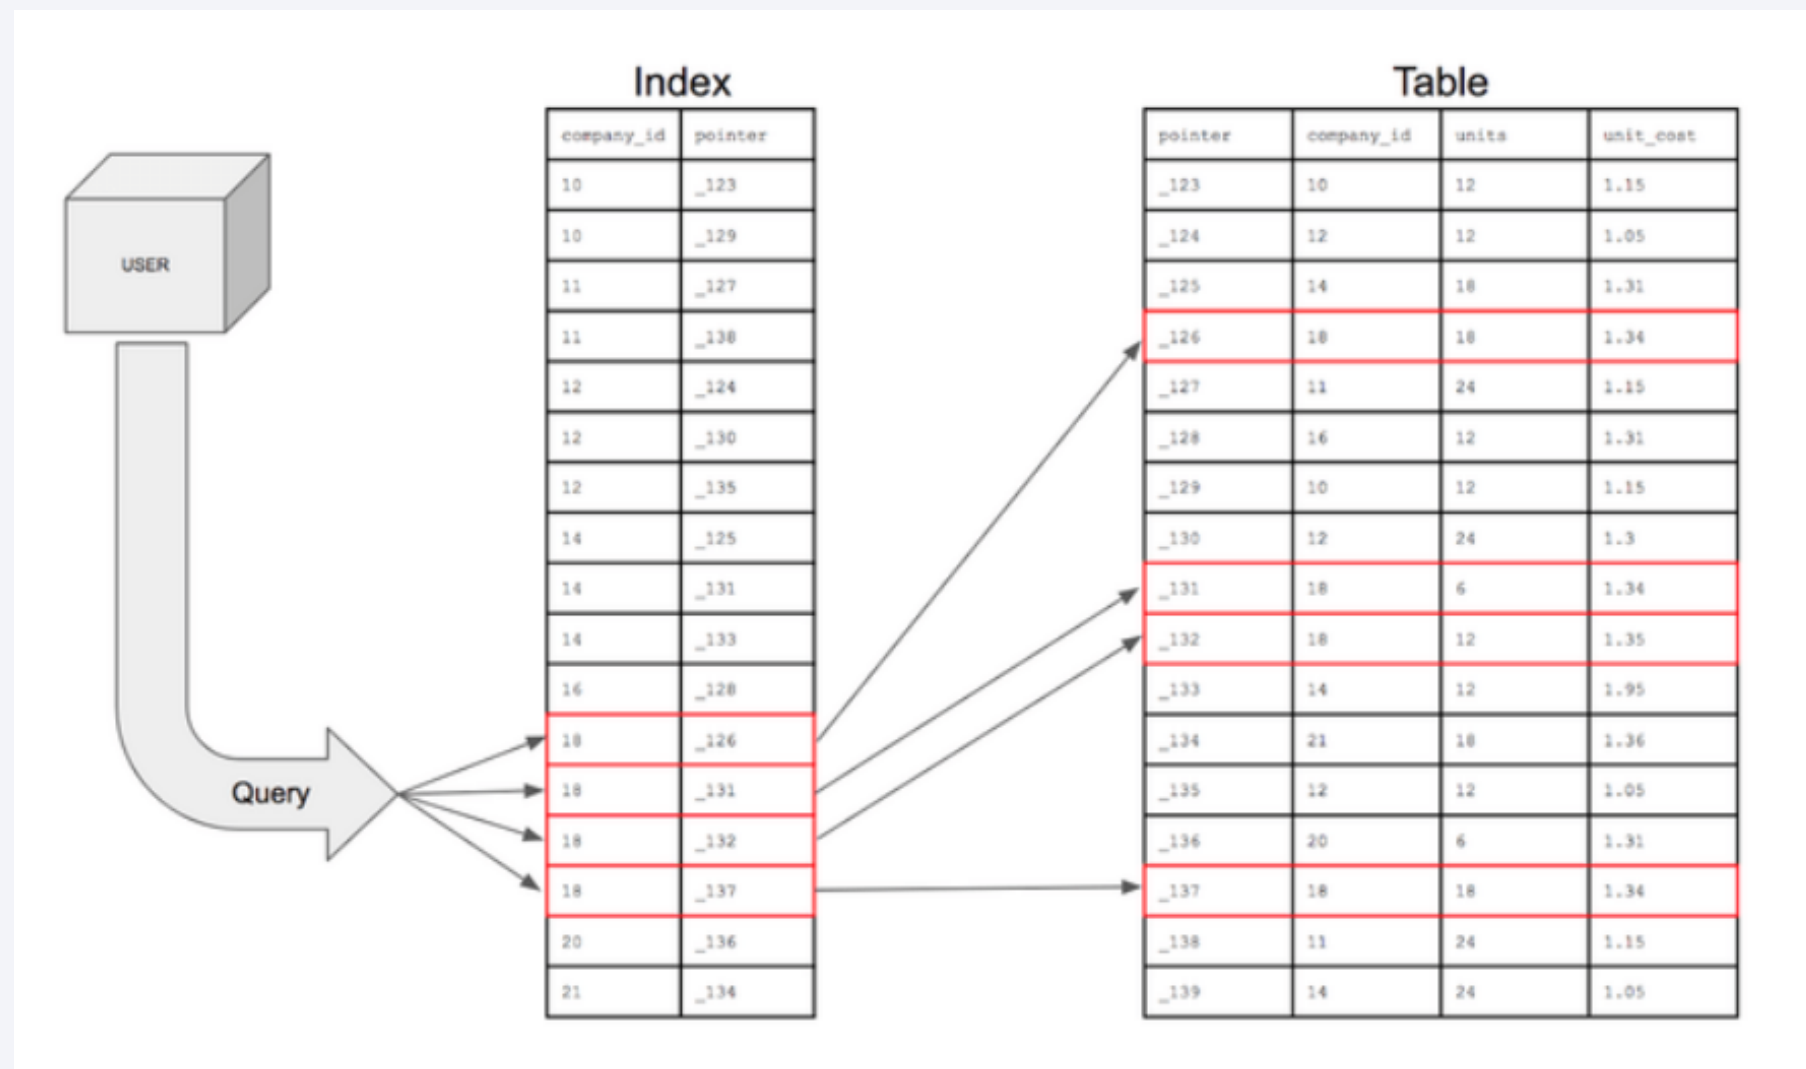 Index
company_id pointer
10 _123
10 _129
11 _127
11 _138
12 _124
12 _130
12 _135
14 _125
14 _131
14 _133
16 _128
18 _126
18 _131
18 _132
18 _137
20 _136
21 _134
Table
pointer company_id units unit_cost
_123 10 12 1.15
_124 12 12 1.05
_125 14 18 1.31
_126 18 18 1.34
_127 11 24 1.15
_128 16 12 1.31
_129 10 12 1.15
_130 12 24 1.3
_131 18 6 1.34
_132 18 12 1.35
_133 14 12 1.95
_134 21 18 1.36
_135 12 12 1.05
_136 20 6 1.31
_137 18 18 1.34
_138 11 24 1.15
_139 14 24 1.05
USER
Query